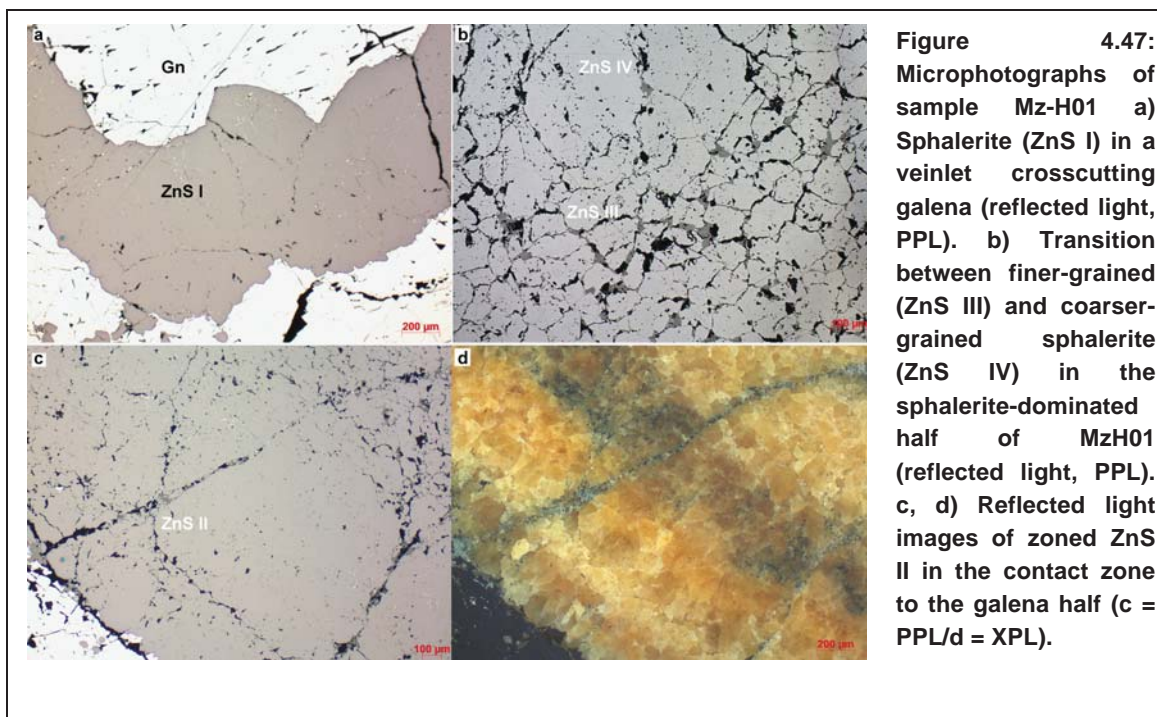 a
Gn
ZnS I
200 µm
b
ZnS IV
ZnS III
µm
c
ZnS II
100 µm
d
200 µm
Figure 4.47:
Microphotographs of
sample Mz-H01 a)
Sphalerite (ZnS I) in a
veinlet crosscutting
galena (reflected light,
PPL). b) Transition
between finer-grained
(ZnS III) and coarser-
grained sphalerite
(ZnS IV) in the
sphalerite-dominated
half of MzH01
(reflected light, PPL).
c, d) Reflected light
images of zoned ZnS
II in the contact zone
to the galena half (c =
PPL/d = XPL).